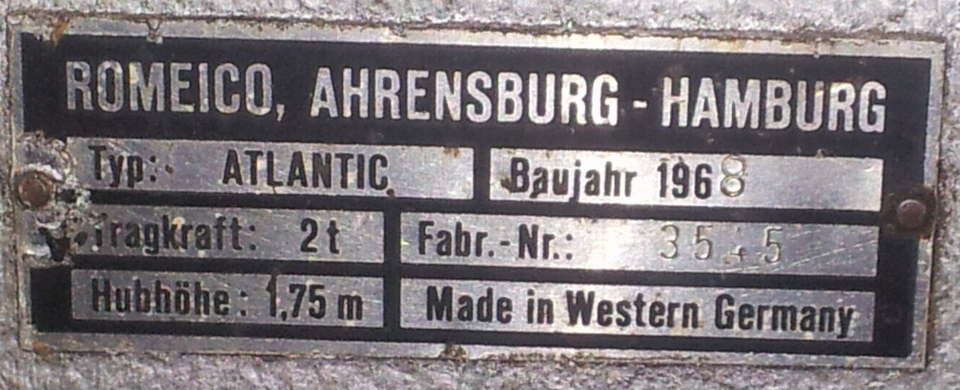 ROMEICO, AHRENSBURG - HAMBURG
Typ: ATLANTIC
Baujahr 1968
Tragkraft: 2 t
Fabr.-Nr.:
Hubhöhe: 1,75 m
Made in Western Germany